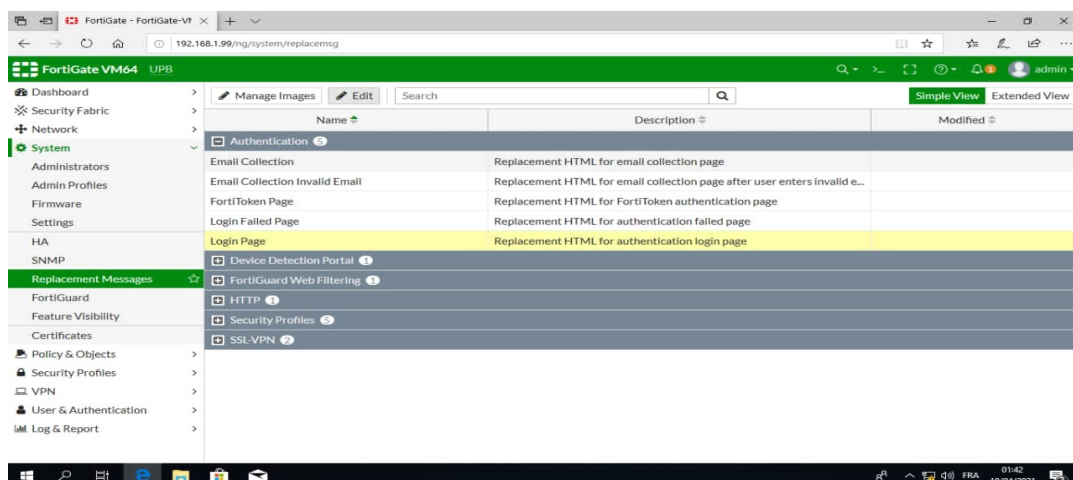 FortiGate - FortiGate-VM
192.168.1.99/ng/system/replacemsg
FortiGate VM64 UPB
admin
Dashboard
Security Fabric
Network
System
Administrators
Admin Profiles
Firmware
Settings
HA
SNMP
Replacement Messages
FortiGuard
Feature Visibility
Certificates
Policy & Objects
Security Profiles
VPN
User & Authentication
Log & Report
Manage Images Edit Search Simple View Extended View
Name Description Modified
Authentication 5
Email Collection Replacement HTML for email collection page
Email Collection Invalid Email Replacement HTML for email collection page after user enters invalid e...
FortiToken Page Replacement HTML for FortiToken authentication page
Login Failed Page Replacement HTML for authentication failed page
Login Page Replacement HTML for authentication login page
Device Detection Portal 1
FortiGuard Web Filtering 1
HTTP 1
Security Profiles 5
SSL-VPN 2
FRA 01:42